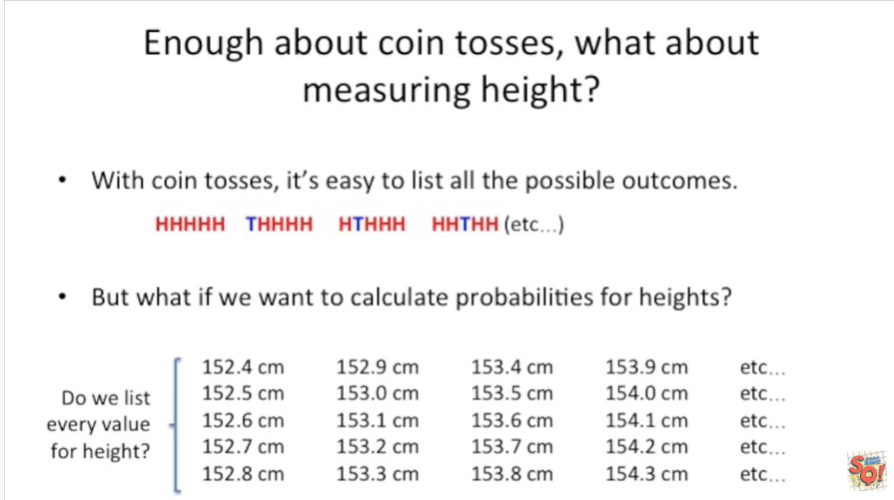 Enough about coin tosses, what about
measuring height?
• With coin tosses, it's easy to list all the possible outcomes.
HHHHH THHHH HTHHH HHTHH (etc...)
• But what if we want to calculate probabilities for heights?
Do we list
every value
for height?
152.4 cm 152.9 cm 153.4 cm 153.9 cm etc...
152.5 cm 153.0 cm 153.5 cm 154.0 cm etc...
152.6 cm 153.1 cm 153.6 cm 154.1 cm etc...
152.7 cm 153.2 cm 153.7 cm 154.2 cm etc...
152.8 cm 153.3 cm 153.8 cm 154.3 cm etc...
SQ!